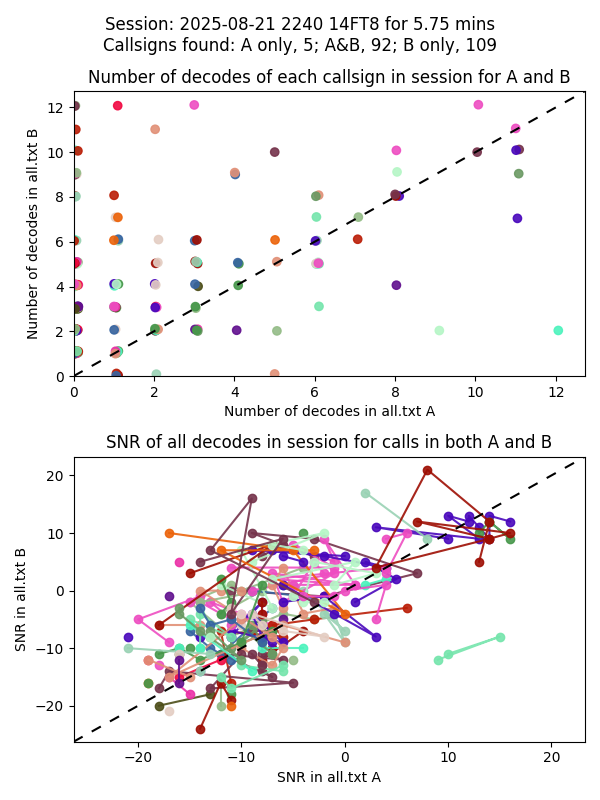 Session: 2025-08-21 2240 14FT8 for 5.75 mins
Callsigns found: A only, 5; A&B, 92; B only, 109
Number of decodes of each callsign in session for A and B
12
10
8
6
4
2
0
Number of decodes in all.txt B
0 2 4 6 8 10 12
Number of decodes in all.txt A
SNR of all decodes in session for calls in both A and B
20
10
0
−10
−20
SNR in all.txt B
−20 −10 0 10 20
SNR in all.txt A